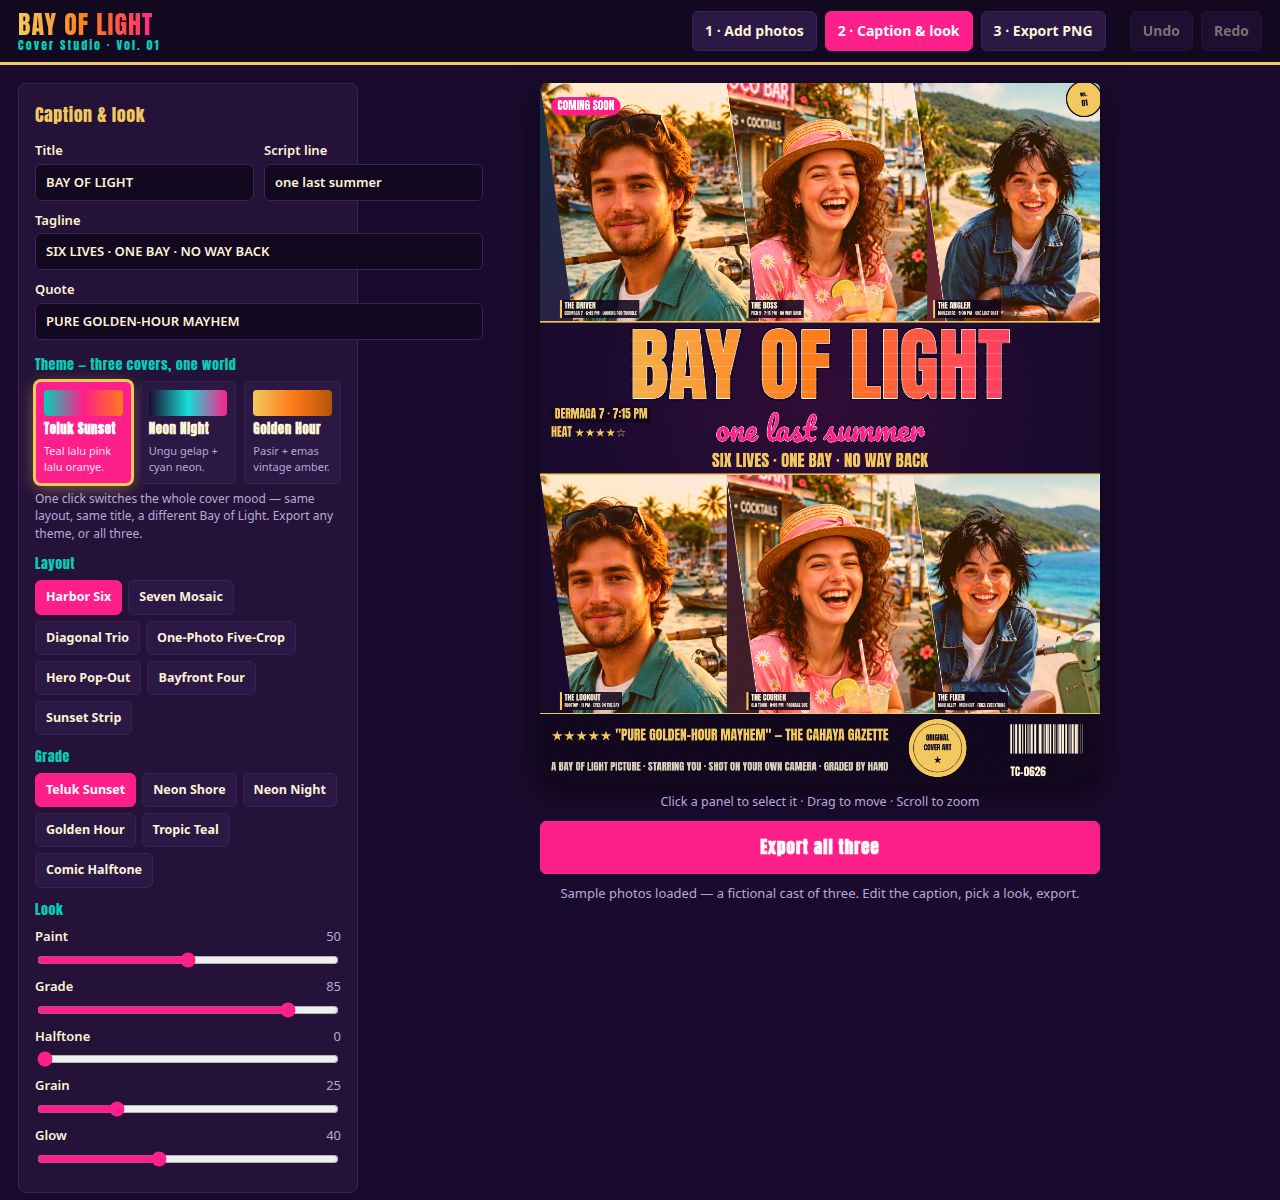 BAY OF LIGHT
Cover Studio · Vol. 01
1 · Add photos
2 · Caption & look
3 · Export PNG
Undo
Redo
Caption & look
Title
Script line
BAY OF LIGHT
one last summer
Tagline
SIX LIVES · ONE BAY · NO WAY BACK
Quote
PURE GOLDEN-HOUR MAYHEM
Theme – three covers, one world
Teluk Sunset
Teal lalu pink
lalu oranye.
Neon Night
Ungu gelap +
cyan neon.
Golden Hour
Pasir + emas
vintage amber.
One click switches the whole cover mood — same
layout, same title, a different Bay of Light. Export any
theme, or all three.
Layout
Harbor Six
Seven Mosaic
Diagonal Trio
One-Photo Five-Crop
Hero Pop-Out
Bayfront Four
Sunset Strip
Grade
Teluk Sunset
Neon Shore
Neon Night
Golden Hour
Tropic Teal
Comic Halftone
Look
Paint
50
Grade
85
Halftone
0
Grain
25
Glow
40
COMING SOON
VOL.
01
OCO BAR
· COCKTAILS
THE DRIVER
THE BOSS
THE ANGLER
BAY OF LIGHT
DERMAGA 7 · 7:15 PM
HEAT ★★★★☆
one last summer
SIX LIVES · ONE BAY · NO WAY BACK
· COCKTAILS
THE LOOKOUT
THE COURIER
THE FIXER
★★★★★ "PURE GOLDEN-HOUR MAYHEM" – THE CAHAYA GAZETTE
A BAY OF LIGHT PICTURE · STARRING YOU · SHOT ON YOUR OWN CAMERA · GRADED BY HAND
ORIGINAL
COVER ART
★
TC-0626
Click a panel to select it · Drag to move · Scroll to zoom
Export all three
Sample photos loaded — a fictional cast of three. Edit the caption, pick a look, export.